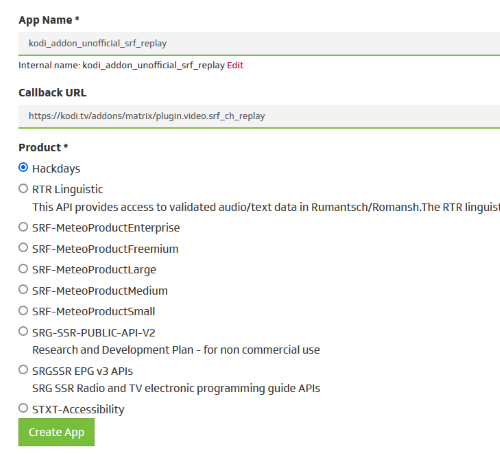 App Name *
kodi_addon_unofficial_srf_replay
Internal name: kodi_addon_unofficial_srf_replay Edit
Callback URL
https://kodi.tv/addons/matrix/plugin.video.srf_ch_replay
Product *
Hackdays
RTR Linguistic
This API provides access to validated audio/text data in Rumantsch/Romansh.The RTR linguist
SRF-MeteoProductEnterprise
SRF-MeteoProductFreemium
SRF-MeteoProductLarge
SRF-MeteoProductMedium
SRF-MeteoProductSmall
SRG-SSR-PUBLIC-API-V2
Research and Development Plan - for non commercial use
SRGSSR EPG v3 APIs
SRG SSR Radio and TV electronic programming guide APIs
STXT-Accessibility
Create App